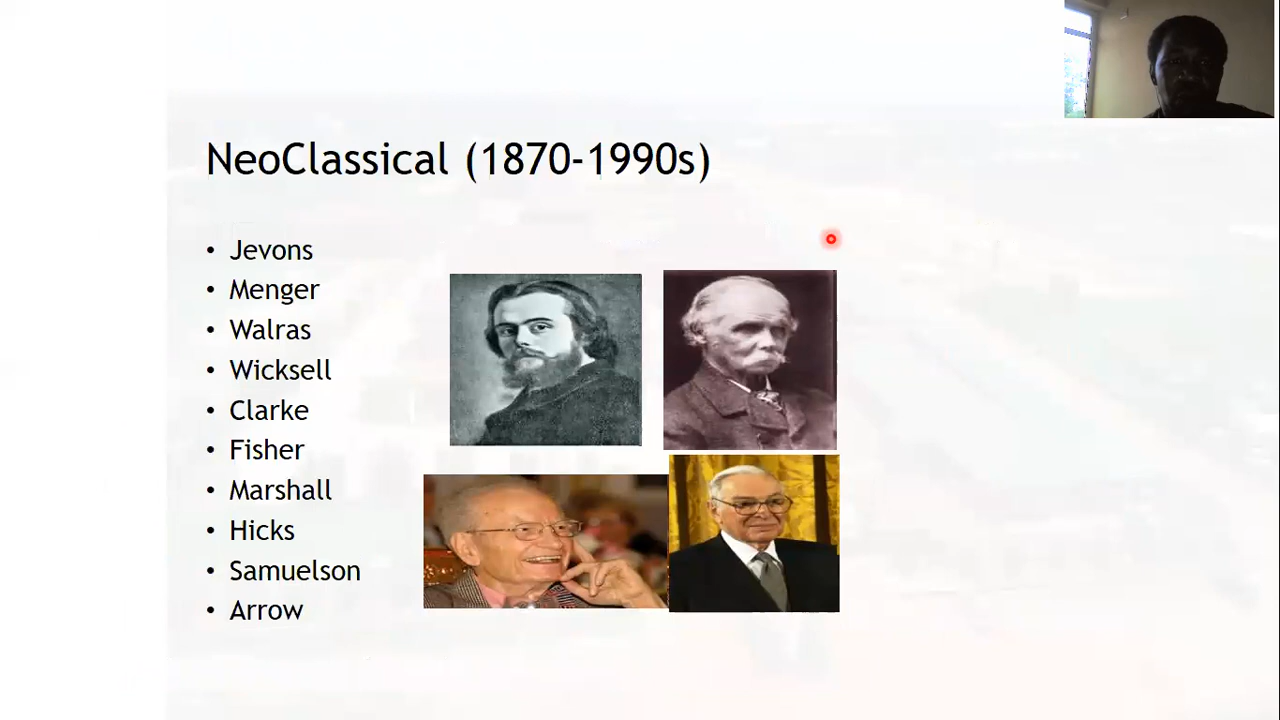 NeoClassical (1870-1990s)
• Jevons
• Menger
• Walras
• Wicksell
• Clarke
• Fisher
• Marshall
• Hicks
• Samuelson
• Arrow